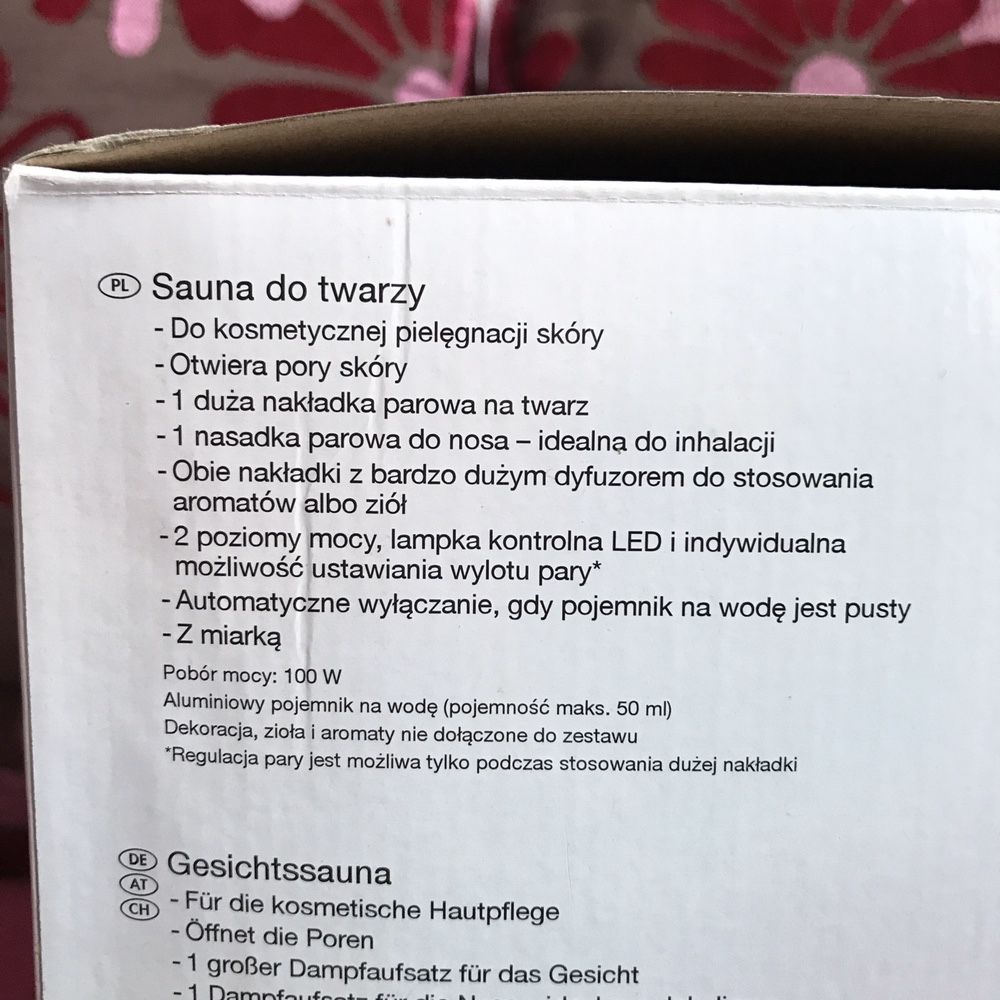 PL Sauna do twarzy
- Do kosmetycznej pielęgnacji skóry
- Otwiera pory skóry
- 1 duża nakładka parowa na twarz
- 1 nasadka parowa do nosa – idealna do inhalacji
- Obie nakładki z bardzo dużym dyfuzorem do stosowania
aromatów albo ziół
- 2 poziomy mocy, lampka kontrolna LED i indywidualna
możliwość ustawiania wylotu pary*
- Automatyczne wyłączanie, gdy pojemnik na wodę jest pusty
- Z miarką
Pobór mocy: 100 W
Aluminiowy pojemnik na wodę (pojemność maks. 50 ml)
Dekoracja, zioła i aromaty nie dołączone do zestawu
*Regulacja pary jest możliwa tylko podczas stosowania dużej nakładki
DE Gesichtssauna
AT
CH
- Für die kosmetische Hautpflege
- Öffnet die Poren
- 1 großer Dampfaufsatz für das Gesicht
- 1 Dampfaufsatz für die